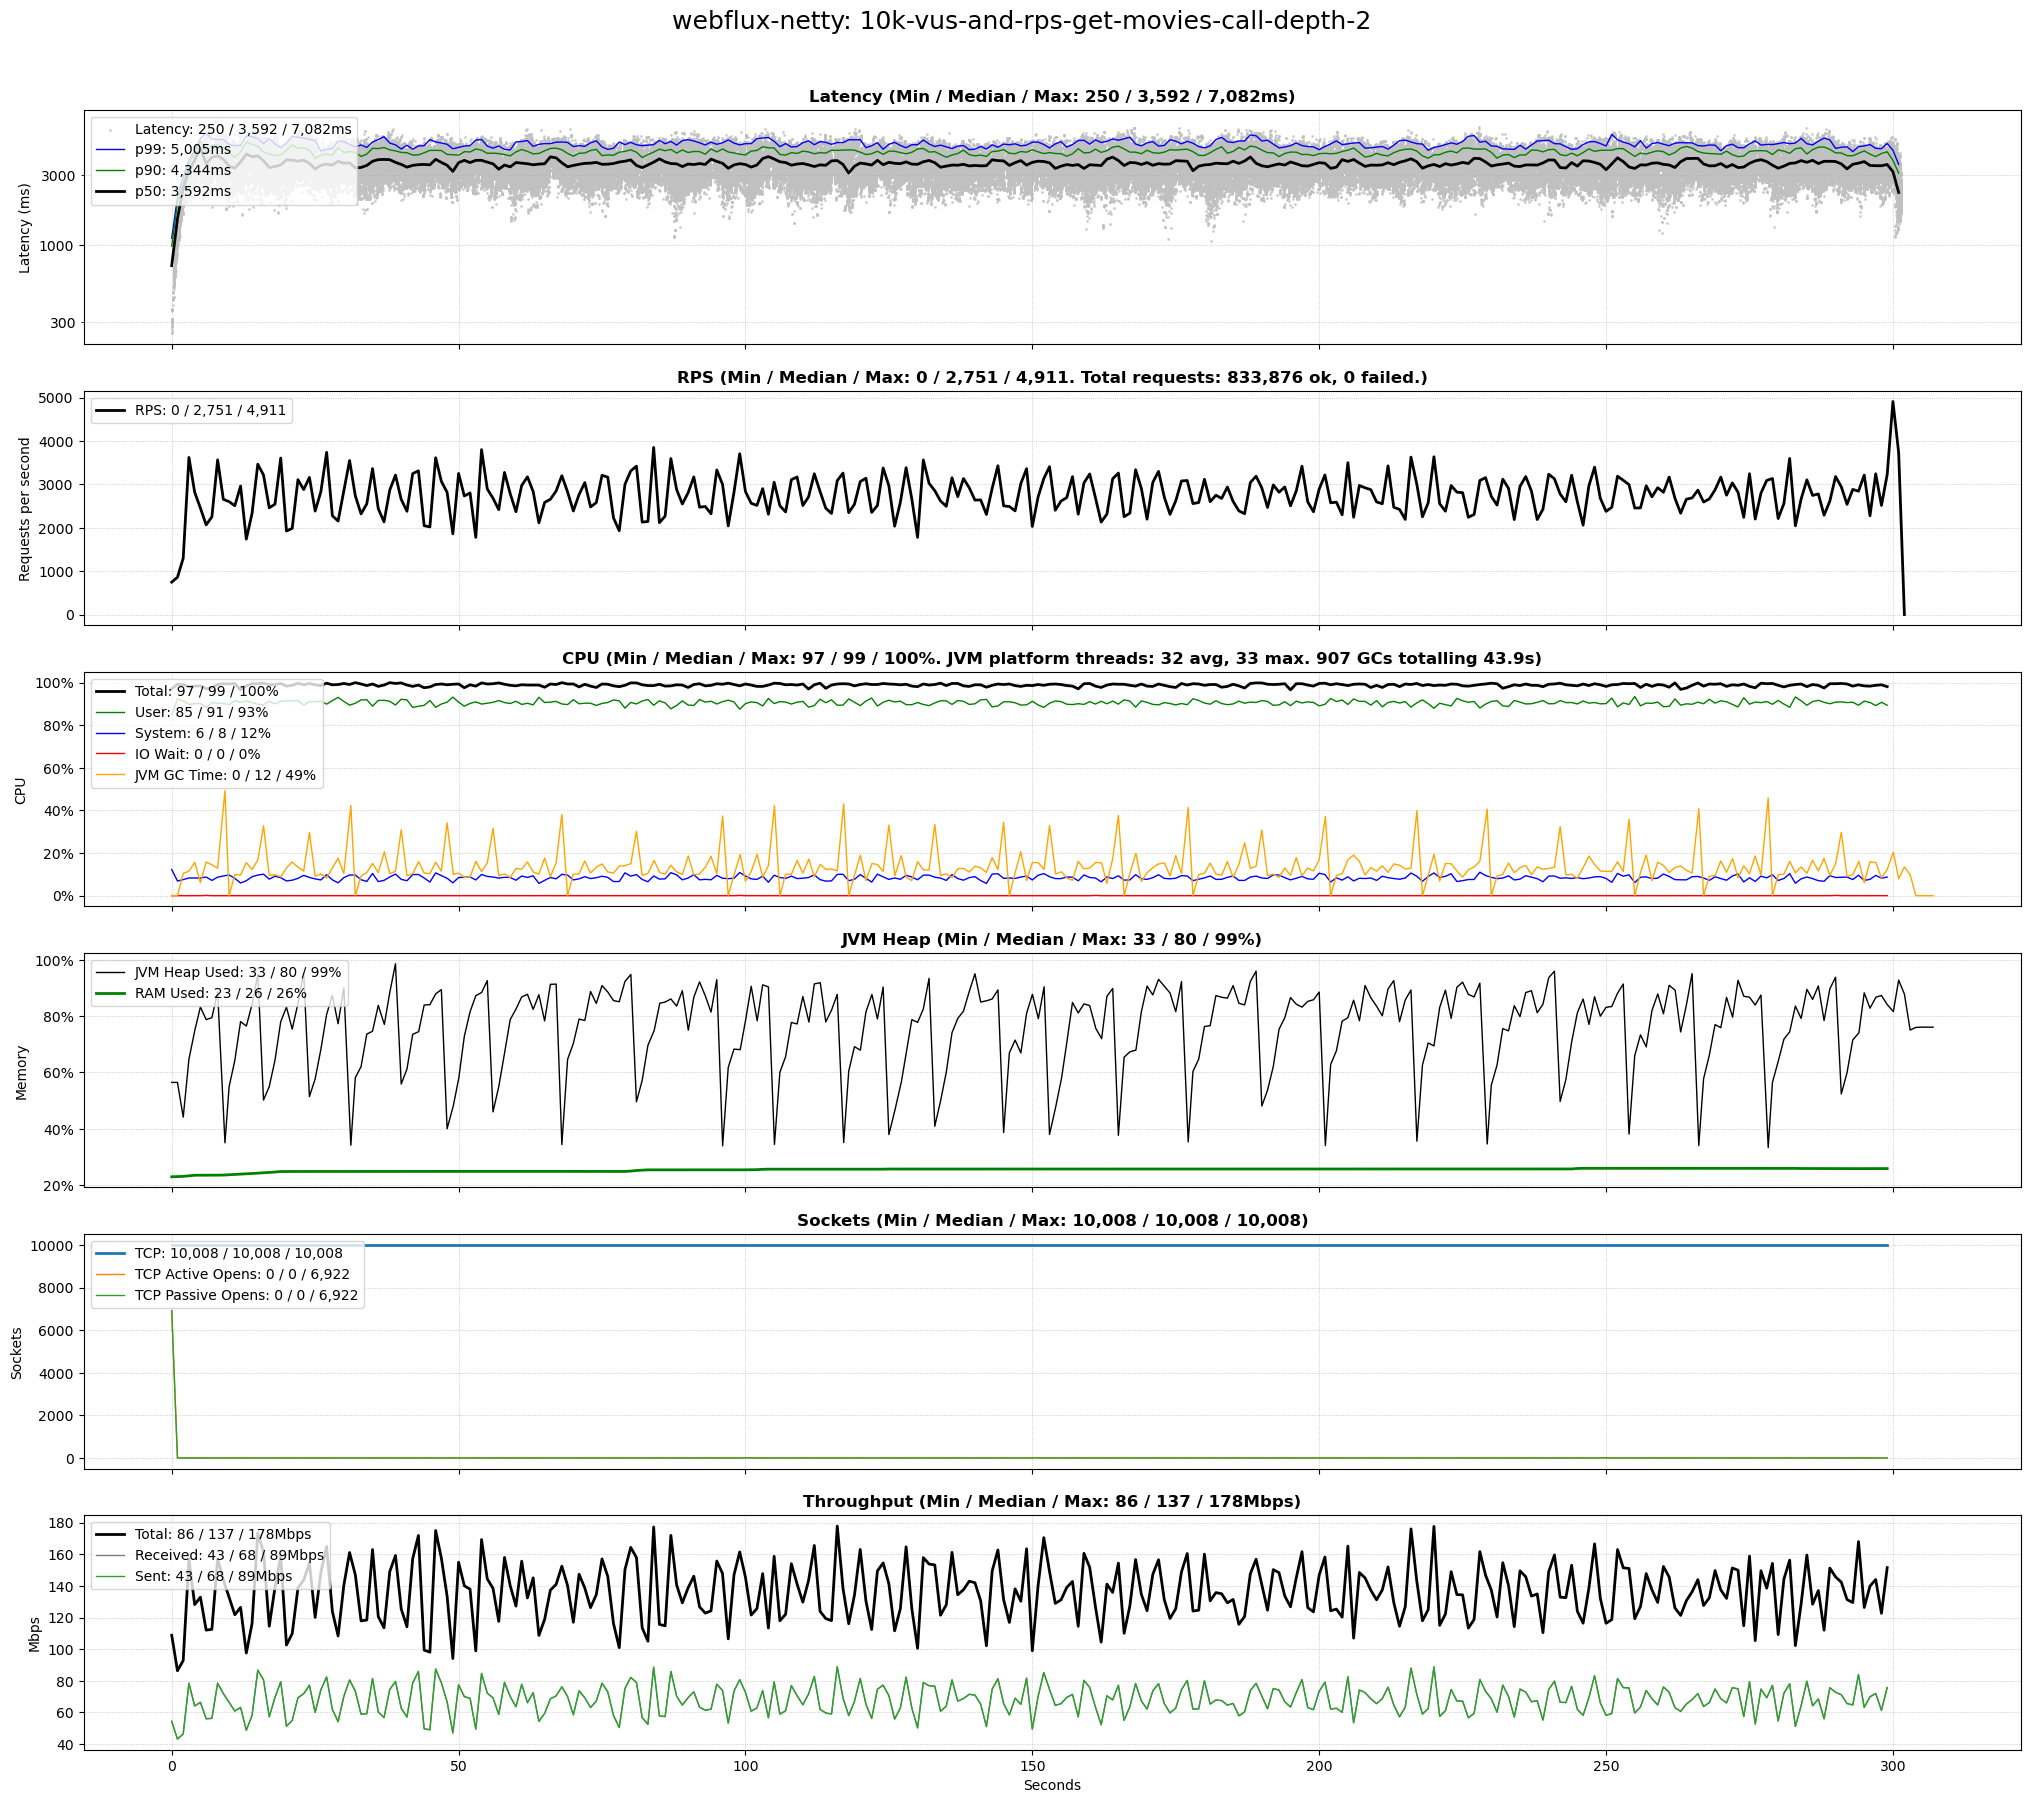 webflux-netty: 10k-vus-and-rps-get-movies-call-depth-2
Latency (Min / Median / Max: 250 / 3,592 / 7,082ms)
Latency: 250 / 3,592 / 7,082ms
p99: 5,005ms
p90: 4,344ms
p50: 3,592ms
3000
1000
300
Latency (ms)
RPS (Min / Median / Max: 0 / 2,751 / 4,911. Total requests: 833,876 ok, 0 failed.)
RPS: 0 / 2,751 / 4,911
5000
4000
3000
2000
1000
0
Requests per second
CPU (Min / Median / Max: 97 / 99 / 100%. JVM platform threads: 32 avg, 33 max. 907 GCs totalling 43.9s)
Total: 97 / 99 / 100%
User: 85 / 91 / 93%
System: 6 / 8 / 12%
IO Wait: 0 / 0 / 0%
JVM GC Time: 0 / 12 / 49%
100%
80%
60%
40%
20%
0%
CPU
JVM Heap (Min / Median / Max: 33 / 80 / 99%)
JVM Heap Used: 33 / 80 / 99%
RAM Used: 23 / 26 / 26%
100%
80%
60%
40%
20%
Memory
Sockets (Min / Median / Max: 10,008 / 10,008 / 10,008)
TCP: 10,008 / 10,008 / 10,008
TCP Active Opens: 0 / 0 / 6,922
TCP Passive Opens: 0 / 0 / 6,922
10000
8000
6000
4000
2000
0
Sockets
Throughput (Min / Median / Max: 86 / 137 / 178Mbps)
Total: 86 / 137 / 178Mbps
Received: 43 / 68 / 89Mbps
Sent: 43 / 68 / 89Mbps
180
160
140
120
100
80
60
40
Mbps
0
50
100
150
200
250
300
Seconds